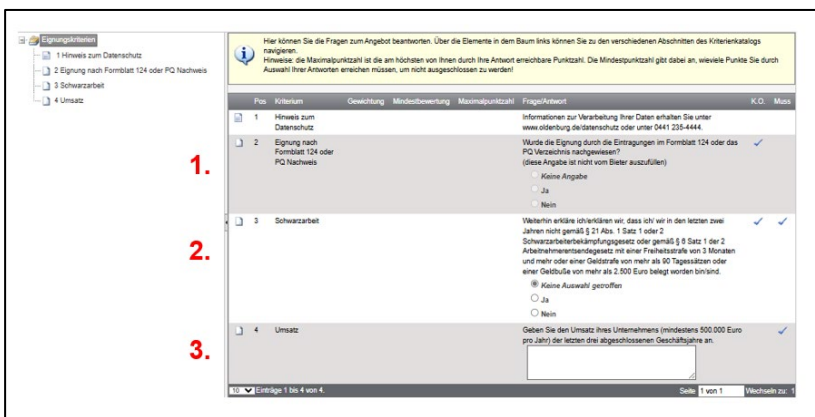 Eignungskriterien
1 Hinweis zum Datenschutz
2 Eignung nach Formblatt 124 oder PQ Nachweis
3 Schwarzarbeit
4 Umsatz
Hier können Sie die Fragen zum Angebot beantworten. Über die Elemente in dem Baum links können Sie zu den verschiedenen Abschnitten des Kriterienkatalogs
navigieren.
Hinweise: die Maximalpunktzahl ist die am höchsten von Ihnen durch Ihre Antwort erreichbare Punktzahl. Die Mindestpunktzahl gibt dabei an, wieviele Punkte Sie durch
Auswahl Ihrer Antworten erreichen müssen, um nicht ausgeschlossen zu werden!
Pos Kriterium Gewichtung Mindestbewertung Maximalpunktzahl Frage/Antwort K.O. Muss
1 Hinweis zum Informationen zur Verarbeitung Ihrer Daten erhalten Sie unter
Datenschutz www.oldenburg.de/datenschutz oder unter 0441 235-4444.
1.
2 Eignung nach Wurde die Eignung durch die Eintragungen im Formblatt 124 oder das
Formblatt 124 oder PQ Verzeichnis nachgewiesen?
PQ Nachweis (diese Angabe ist nicht vom Bieter auszufüllen)
Keine Angabe
Ja
Nein
2.
3 Schwarzarbeit Weiterhin erkläre ich/erklären wir, dass ich/ wir in den letzten zwei
Jahren nicht gemäß § 21 Abs. 1 Satz 1 oder 2
Schwarzarbeiterbekämpfungsgesetz oder gemäß § 6 Satz 1 der 2
Arbeitnehmerentsendegesetz mit einer Freiheitsstrafe von 3 Monaten
und mehr oder einer Geldstrafe von mehr als 90 Tagessätzen oder
einer Geldbuße von mehr als 2.500 Euro belegt worden bin/sind.
Keine Auswahl getroffen
Ja
Nein
3.
4 Umsatz Geben Sie den Umsatz ihres Unternehmens (mindestens 500.000 Euro
pro Jahr) der letzten drei abgeschlossenen Geschäftsjahre an.
10 Einträge 1 bis 4 von 4. Seite 1 von 1 Wechseln zu: 1